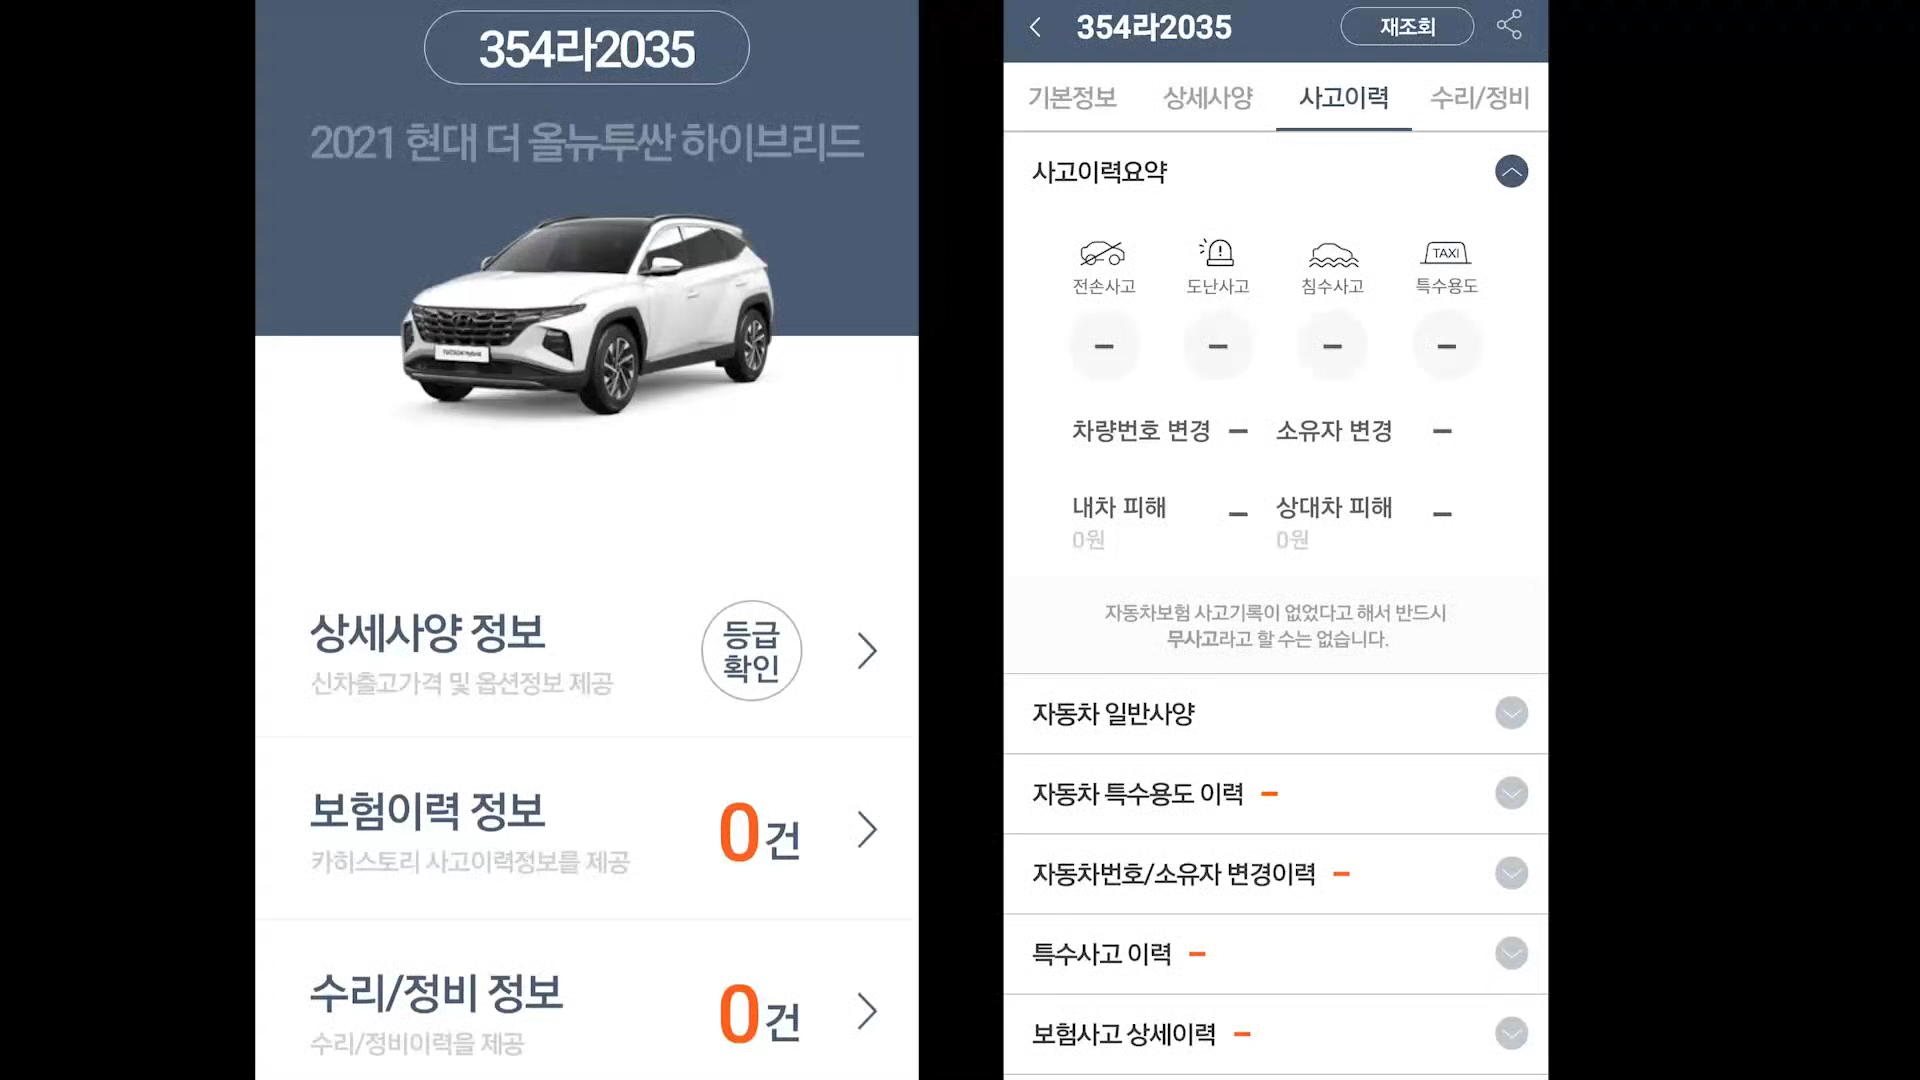 354라2035
2021 현대 더 올뉴투싼 하이브리드
TUCSON Hybrid
상세사양 정보
신차출고가격 및 옵션정보 제공
등급
확인
보험이력 정보
카히스토리 사고이력정보를 제공
0건
수리/정비 정보
수리/정비이력을 제공
0건
354라2035
재조회
기본정보 상세사양 사고이력 수리/정비
사고이력요약
TAXI
전손사고 도난사고 침수사고 특수용도
– – – –
차량번호 변경 – 소유자 변경 –
내차 피해 – 상대차 피해 –
0원 0원
자동차보험 사고기록이 없었다고 해서 반드시
무사고라고 할 수는 없습니다.
자동차 일반사양
자동차 특수용도 이력 –
자동차번호/소유자 변경이력 –
특수사고 이력 –
보험사고 상세이력 –